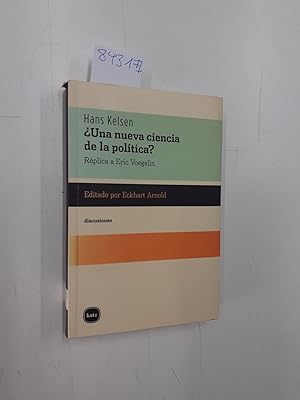 84317
Hans Kelsen
¿Una nueva ciencia
de la política?
Réplica a Eric Voegelin
Editado por Eckhart Arnold
discusiones
katz